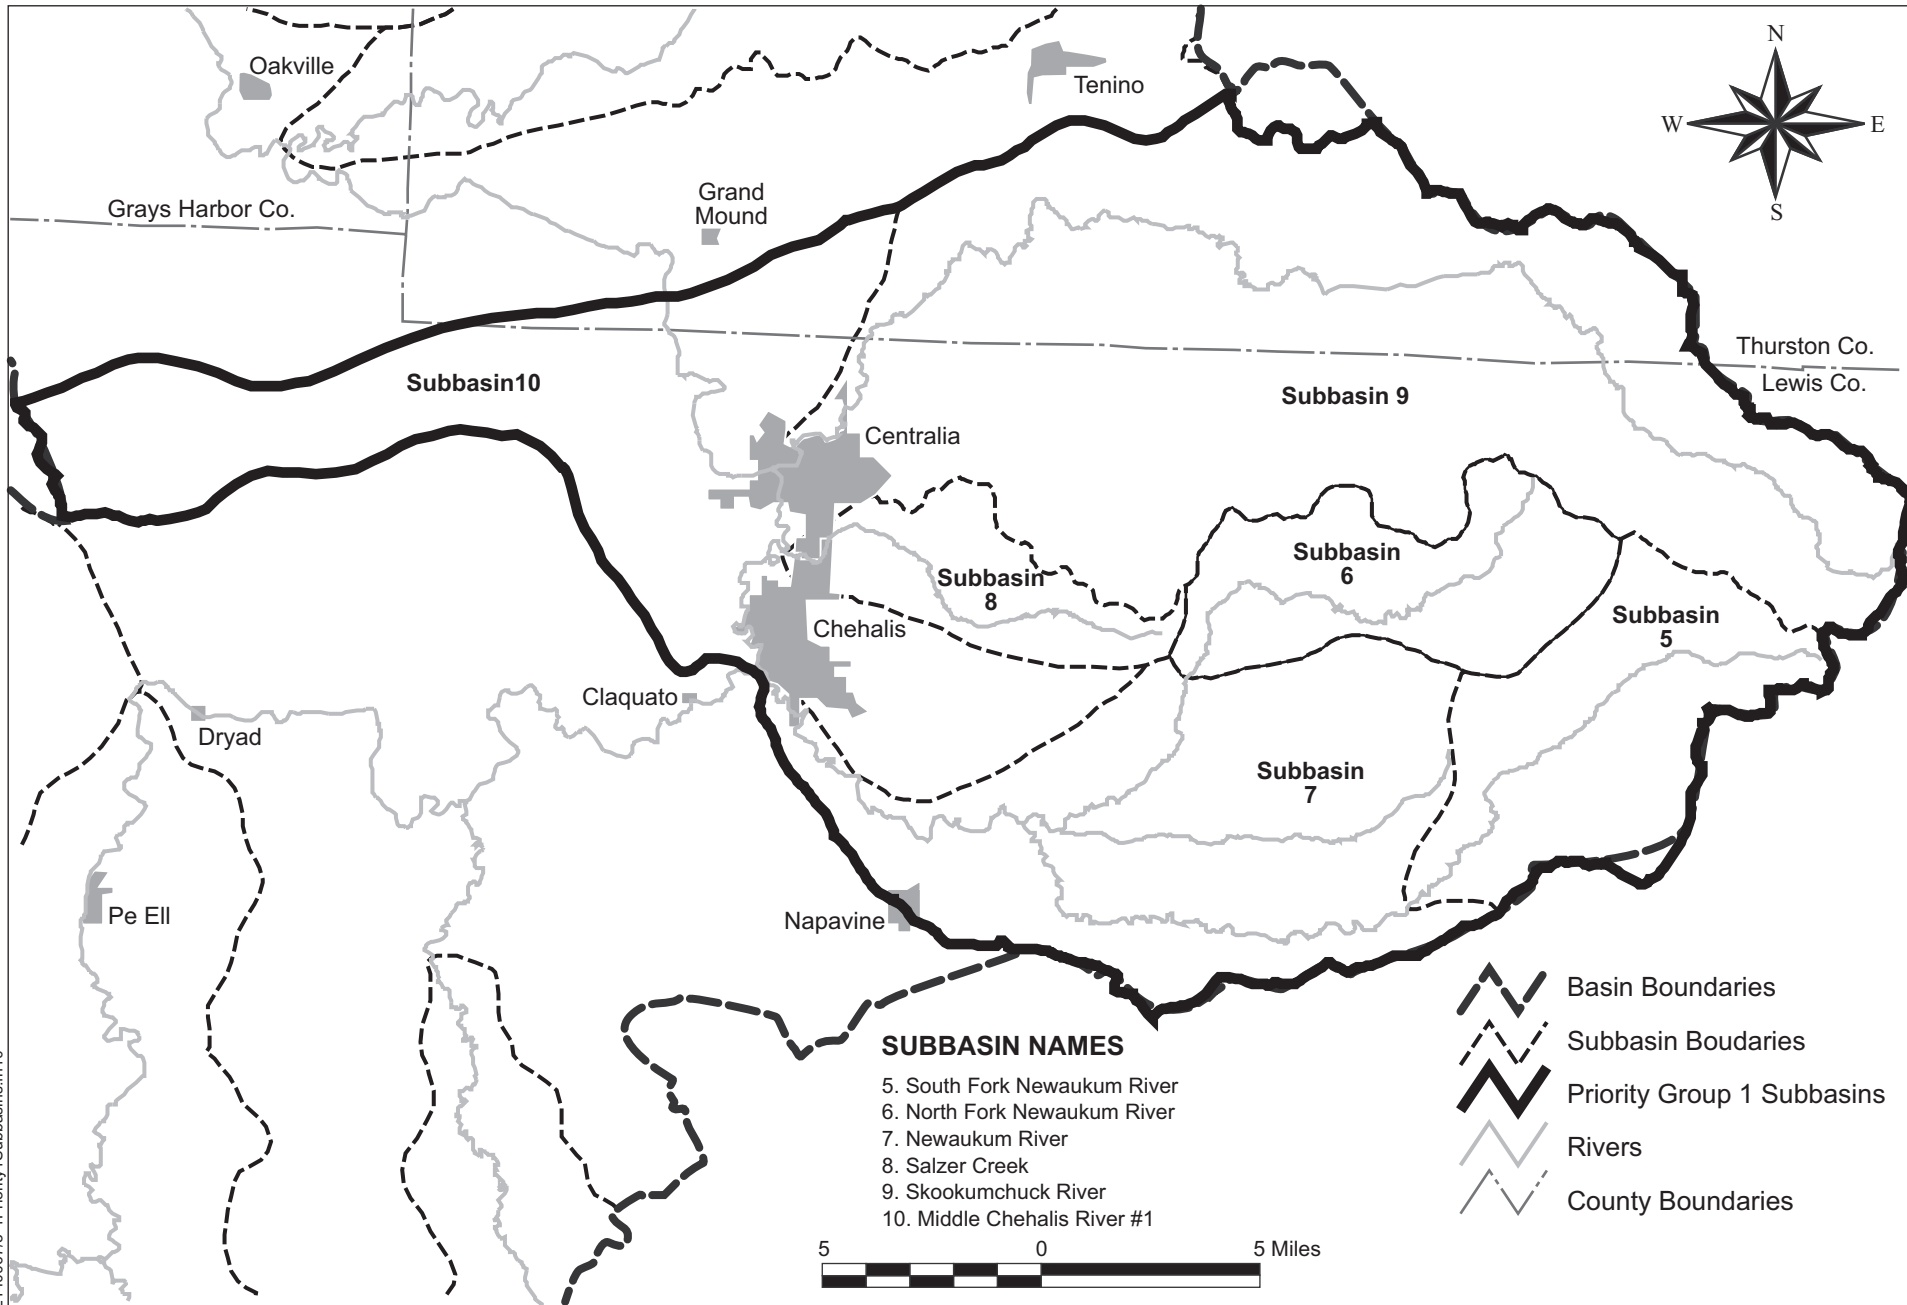 N
W E
S
Oakville
Tenino
Grand
Mound
Grays Harbor Co.
Thurston Co.
Lewis Co.
Subbasin10
Subbasin 9
Centralia
Subbasin
6
Subbasin
8
Subbasin
5
Chehalis
Claquato
Dryad
Subbasin
7
Pe Ell
Napavine
SUBBASIN NAMES
5. South Fork Newaukum River
6. North Fork Newaukum River
7. Newaukum River
8. Salzer Creek
9. Skookumchuck River
10. Middle Chehalis River #1
5 0 5 Miles
Basin Boundaries
Subbasin Boudaries
Priority Group 1 Subbasins
Rivers
County Boundaries